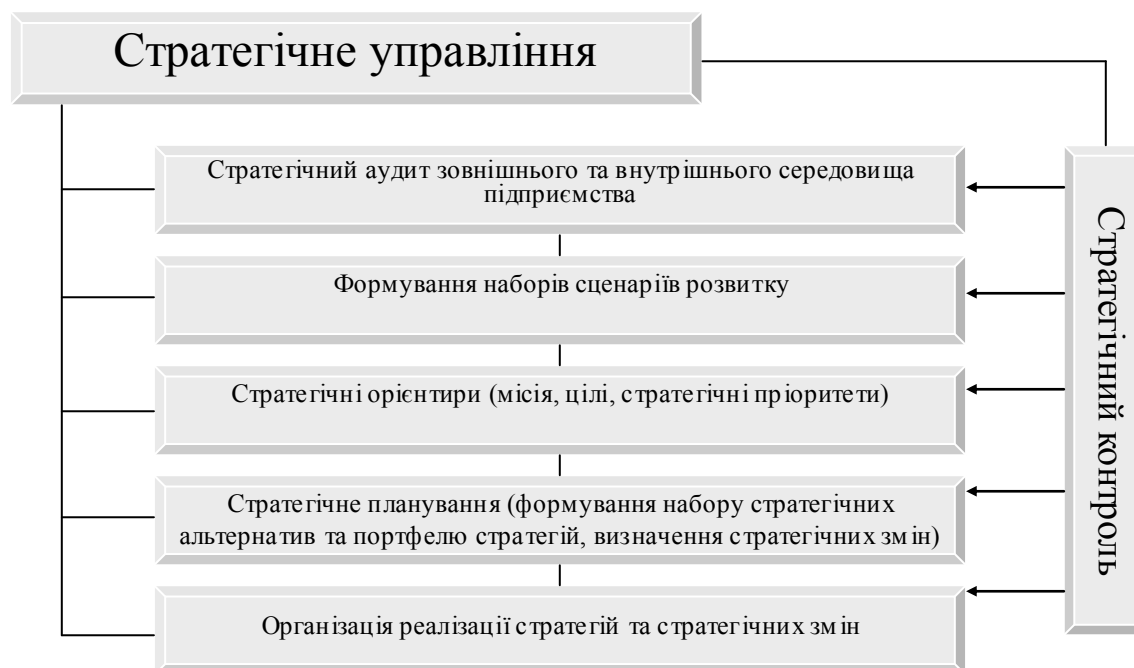 Стратегічне управління
Стратегічний аудит зовнішнього та внутрішнього середовища
підприємства
Формування наборів сценаріїв розвитку
Стратегічні орієнтири (місія, цілі, стратегічні пріоритети)
Стратегічне планування (формування набору стратегічних
альтернатив та портфелю стратегій, визначення стратегічних змін)
Організація реалізації стратегій та стратегічних змін
Стратегічний контроль